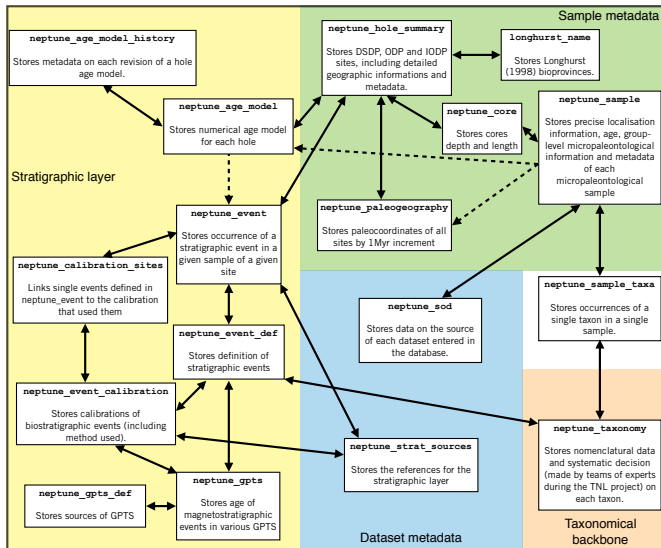 Sample metadata
neptune_age_model_history
Stores metadata on each revision of a hole
age model.
neptune_hole_summary
Stores DSDP, ODP and IODP
sites, including detailed
geographic informations and
metadata.
longhurst_name
Stores Longhurst
(1998) bioprovinces.
neptune_age_model
Stores numerical age model
for each hole
neptune_core
Stores cores
depth and length
neptune_sample
Stores precise localisation
information, age, group-
level micropaleontological
information and metadata
of each
micropaleontological
sample
Stratigraphic layer
neptune_event
Stores occurrence of a
stratigraphic event in a
given sample of a given
site
neptune_paleogeography
Stores paleocoordinates of all
sites by 1Myr increment
neptune_calibration_sites
Links single events defined in
neptune_event to the calibration
that used them
neptune_sod
Stores data on the source
of each dataset entered in
the database.
neptune_sample_taxa
Stores occurrences of a
single taxon in a single
sample.
neptune_event_def
Stores definition of
stratigraphic events
neptune_event_calibration
Stores calibrations of
biostratigraphic events (including
method used).
neptune_strat_sources
Stores the references for the
stratigraphic layer
neptune_taxonomy
Stores nomenclatural data
and systematic decision
(made by teams of experts
during the TNL project) on
each taxon.
neptune_gpts_def
Stores sources of GPTS
neptune_gpts
Stores age of
magnetostratigraphic
events in various GPTS
Dataset metadata
Taxonomical
backbone